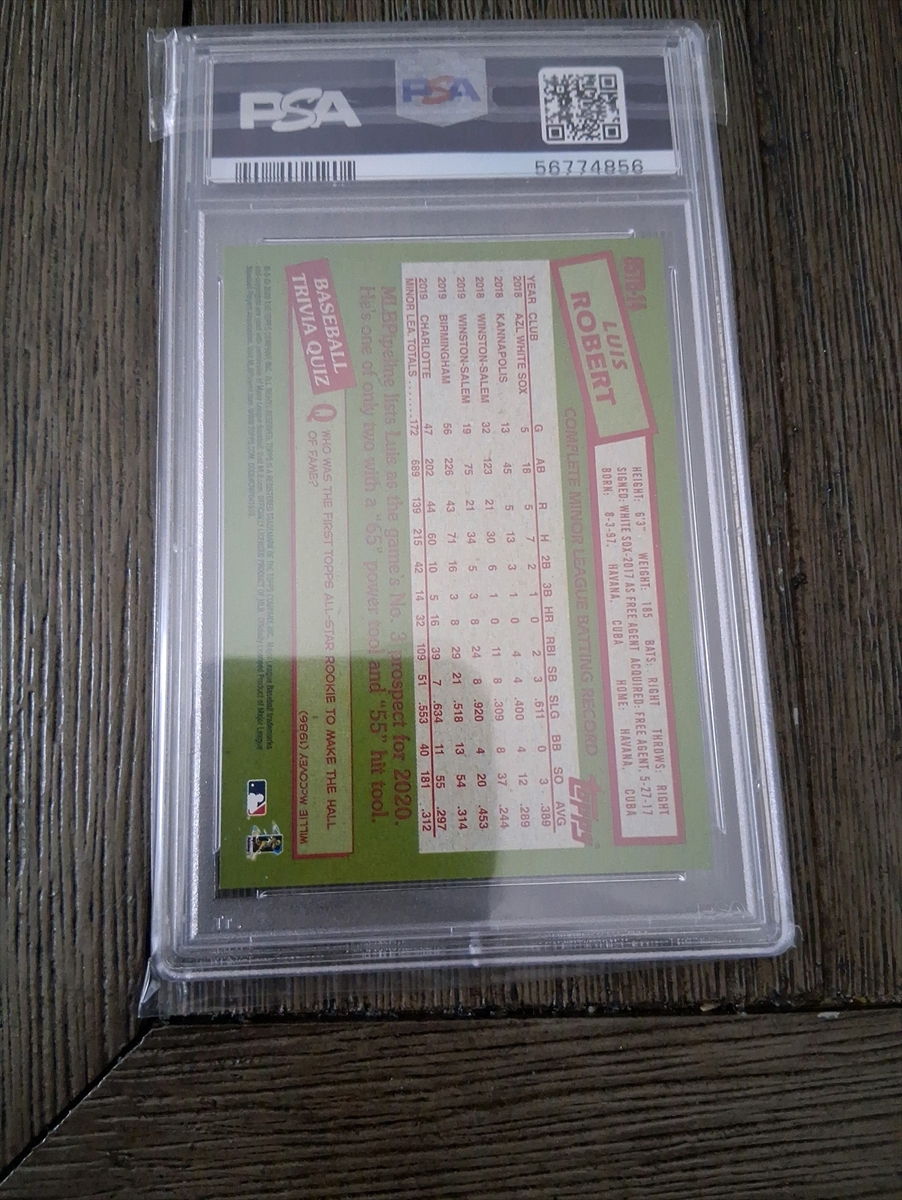 PSA
PSA
56774856
LUIS
ROBERT
HEIGHT: 6'3" WEIGHT: 185 BATS: RIGHT THROWS: RIGHT
SIGNED: WHITE SOX-2017 AS FREE AGENT ACQUIRED: FREE AGENT, 5-27-17
BORN: 8-3-97, HAVANA, CUBA HOME: HAVANA, CUBA
COMPLETE MINOR LEAGUE BATTING RECORD
topps
YEAR CLUB G AB R H 2B 3B HR RBI SB SLG BB SO AVG
2018 AZL WHITE SOX 5 18 5 7 2 1 0 2 3 .611 0 3 .389
2018 KANNAPOLIS 13 45 5 13 3 1 0 4 4 .400 4 12 .289
2018 WINSTON-SALEM 32 123 21 30 6 1 0 11 8 .309 8 37 .244
2019 WINSTON-SALEM 19 75 21 34 5 3 8 24 8 .920 4 20 .453
2019 BIRMINGHAM 56 226 43 71 16 3 8 29 21 .518 13 54 .314
2019 CHARLOTTE 47 202 44 60 10 5 16 39 7 .634 11 55 .297
MINOR LEA. TOTALS ........172 689 139 215 42 14 32 109 51 .553 40 181 .312
MLBPipeline lists Luis as the game's No. 3 prospect for 2020.
He's one of only two with a "65" power tool and "55" hit tool.
BASEBALL
TRIVIA QUIZ
Q WHO WAS THE FIRST TOPPS ALL-STAR ROOKIE TO MAKE THE HALL
OF FAME?
WILLIE McCOVEY (1986)